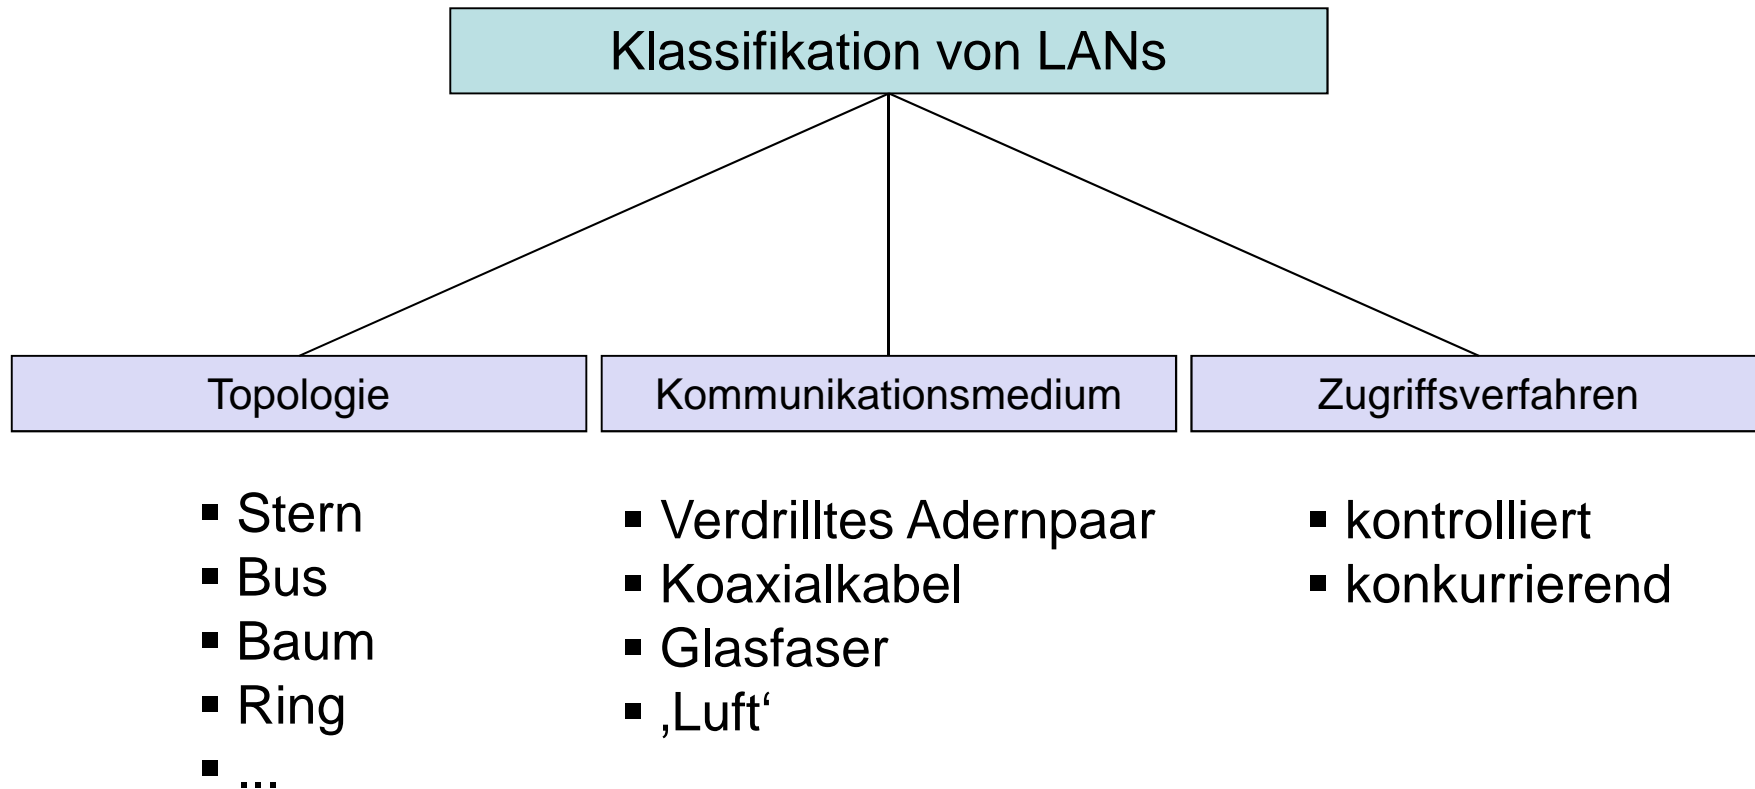 Klassifikation von LANs
Topologie
Kommunikationsmedium
Zugriffsverfahren
▪ Stern
▪ Bus
▪ Baum
▪ Ring
▪ ...
▪ Verdrilltes Adernpaar
▪ Koaxialkabel
▪ Glasfaser
▪ ‚Luft‘
▪ kontrolliert
▪ konkurrierend